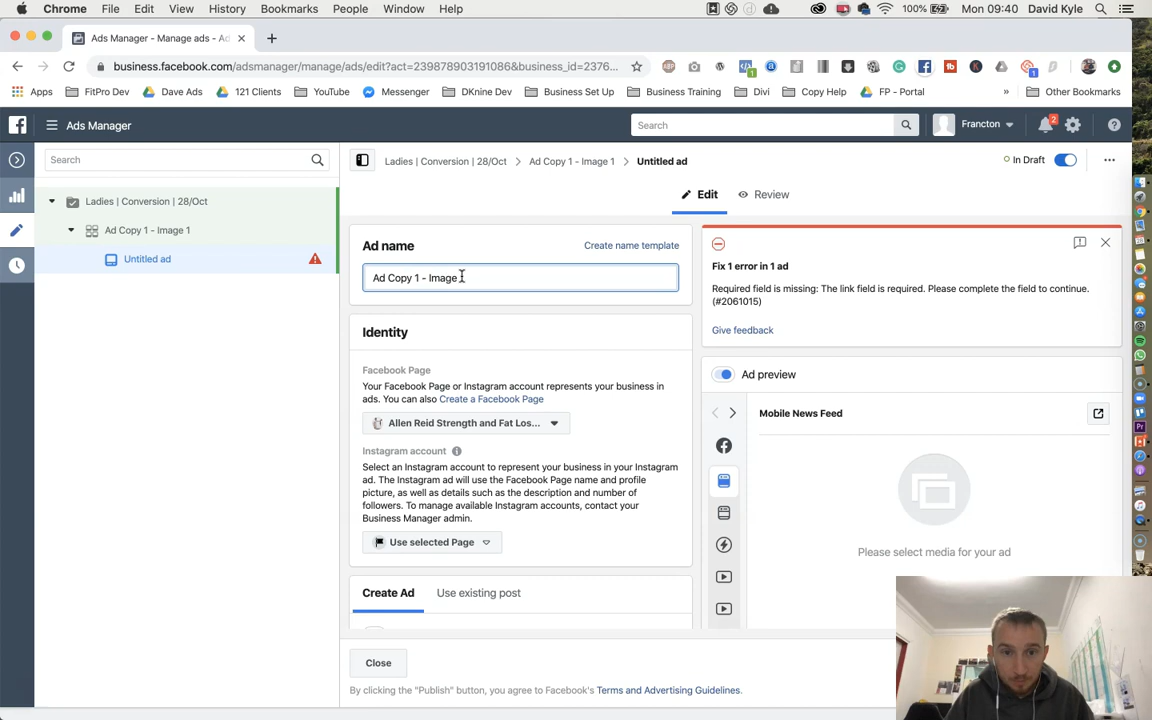 Chrome File Edit View History Bookmarks People Window Help 100% Mon 09:40 David Kyle
Ads Manager - Manage ads - Ad
business.facebook.com/adsmanager/manage/ads/edit?act=239878903191086&business_id=2376...
Apps FitPro Dev Dave Ads 121 Clients YouTube Messenger DKnine Dev Business Set Up Business Training Divi Copy Help FP - Portal » Other Bookmarks
Ads Manager Search Francton 2
Search
Ladies | Conversion | 28/Oct > Ad Copy 1 - Image 1 > Untitled ad In Draft
Edit Review
Ladies | Conversion | 28/Oct
Ad Copy 1 - Image 1
Untitled ad
Ad name Create name template
Ad Copy 1 - Image
Identity
Facebook Page
Your Facebook Page or Instagram account represents your business in
ads. You can also Create a Facebook Page
Allen Reid Strength and Fat Los...
Instagram account
Select an Instagram account to represent your business in your Instagram
ad. The Instagram ad will use the Facebook Page name and profile
picture, as well as details such as the description and number of
followers. To manage available Instagram accounts, contact your
Business Manager admin.
Use selected Page
Create Ad Use existing post
Fix 1 error in 1 ad
Required field is missing: The link field is required. Please complete the field to continue.
(#2061015)
Give feedback
Ad preview
Mobile News Feed
Please select media for your ad
Close
By clicking the "Publish" button, you agree to Facebook's Terms and Advertising Guidelines.